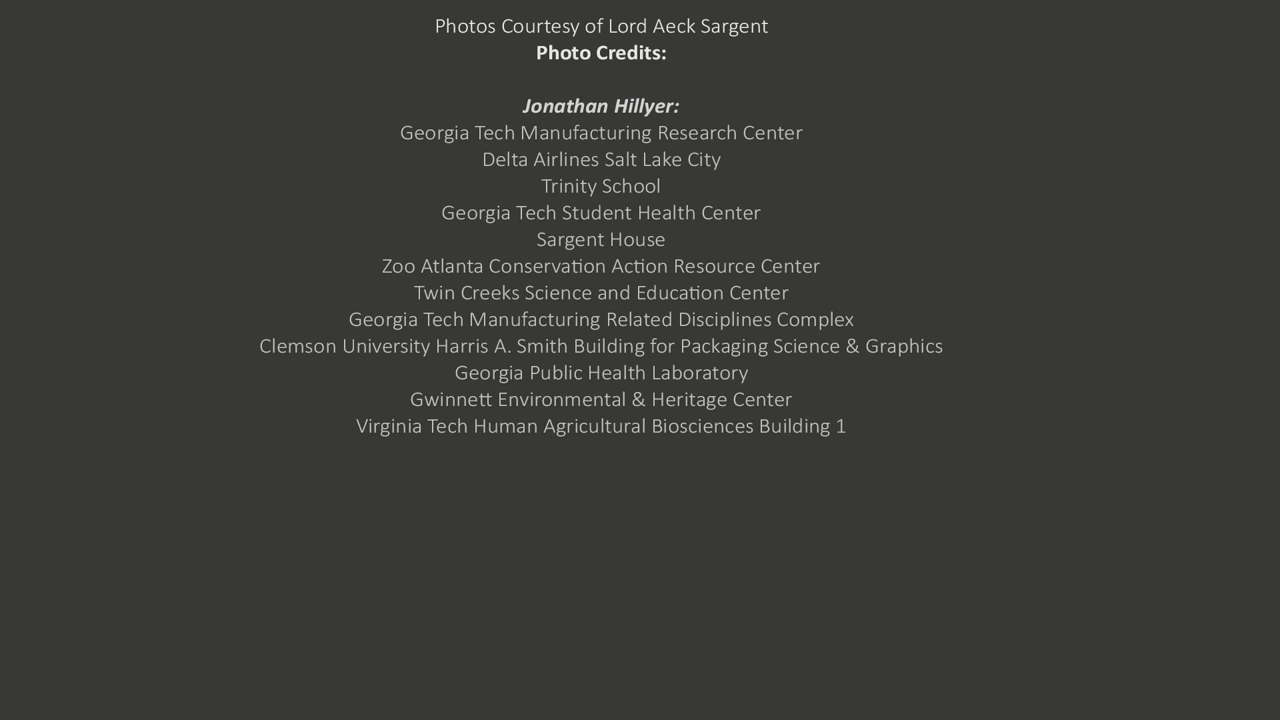 Photos Courtesy of Lord Aeck Sargent
Photo Credits:
Jonathan Hillyer:
Georgia Tech Manufacturing Research Center
Delta Airlines Salt Lake City
Trinity School
Georgia Tech Student Health Center
Sargent House
Zoo Atlanta Conservation Action Resource Center
Twin Creeks Science and Education Center
Georgia Tech Manufacturing Related Disciplines Complex
Clemson University Harris A. Smith Building for Packaging Science & Graphics
Georgia Public Health Laboratory
Gwinnett Environmental & Heritage Center
Virginia Tech Human Agricultural Biosciences Building 1